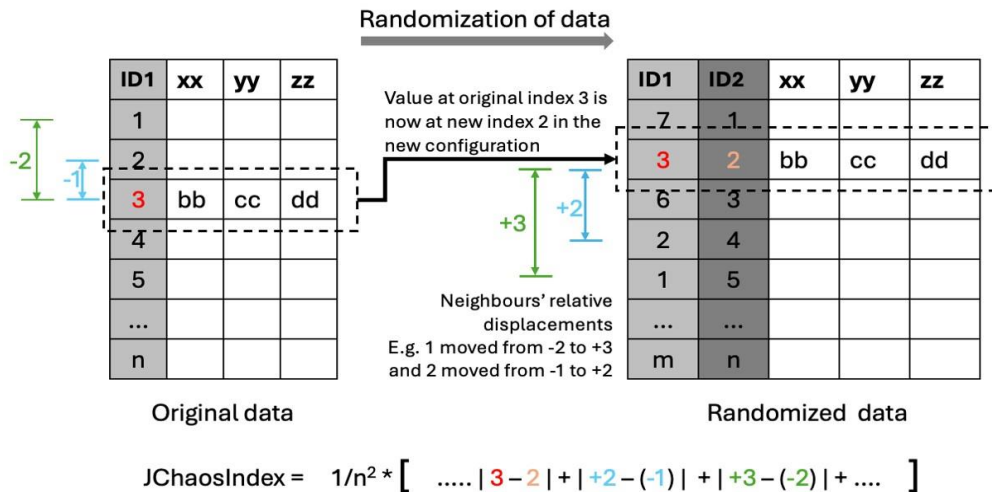 Randomization of data
ID1 xx yy zz
1
2
3 bb cc dd
4
5
...
n
-2
-1
Original data
Value at original index 3 is
now at new index 2 in the
new configuration
+3
+2
Neighbours' relative
displacements
E.g. 1 moved from -2 to +3
and 2 moved from -1 to +2
ID1 ID2 xx yy zz
7 1
3 2 bb cc dd
6 3
2 4
1 5
... ...
m n
Randomized data
JChaosIndex = 1/n² * [ ..... | 3 – 2 | + | +2 – (-1) | + | +3 – (-2) | + .... ]